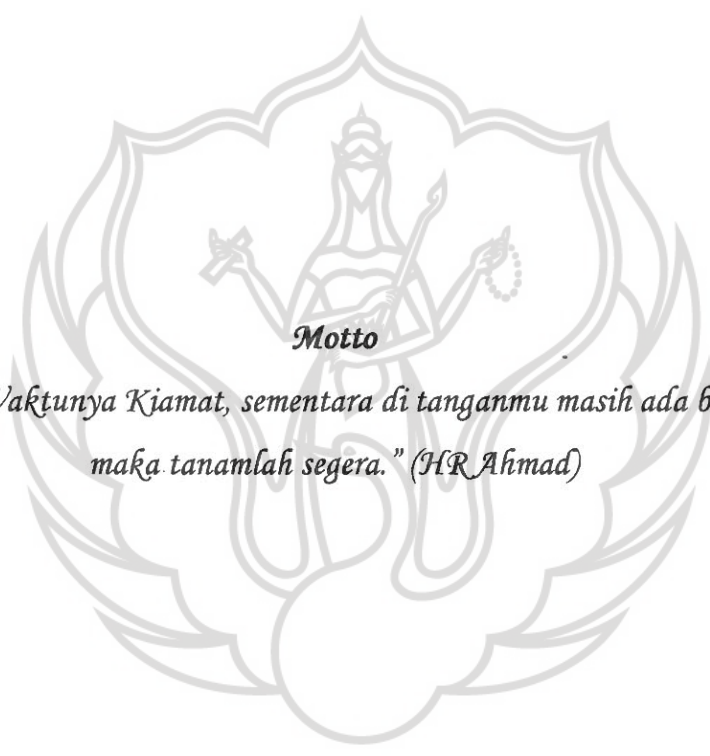 Motto
Kiamat, sementara di tanganmu masih ada
maka tanamlah segera." (HR Ahmad)